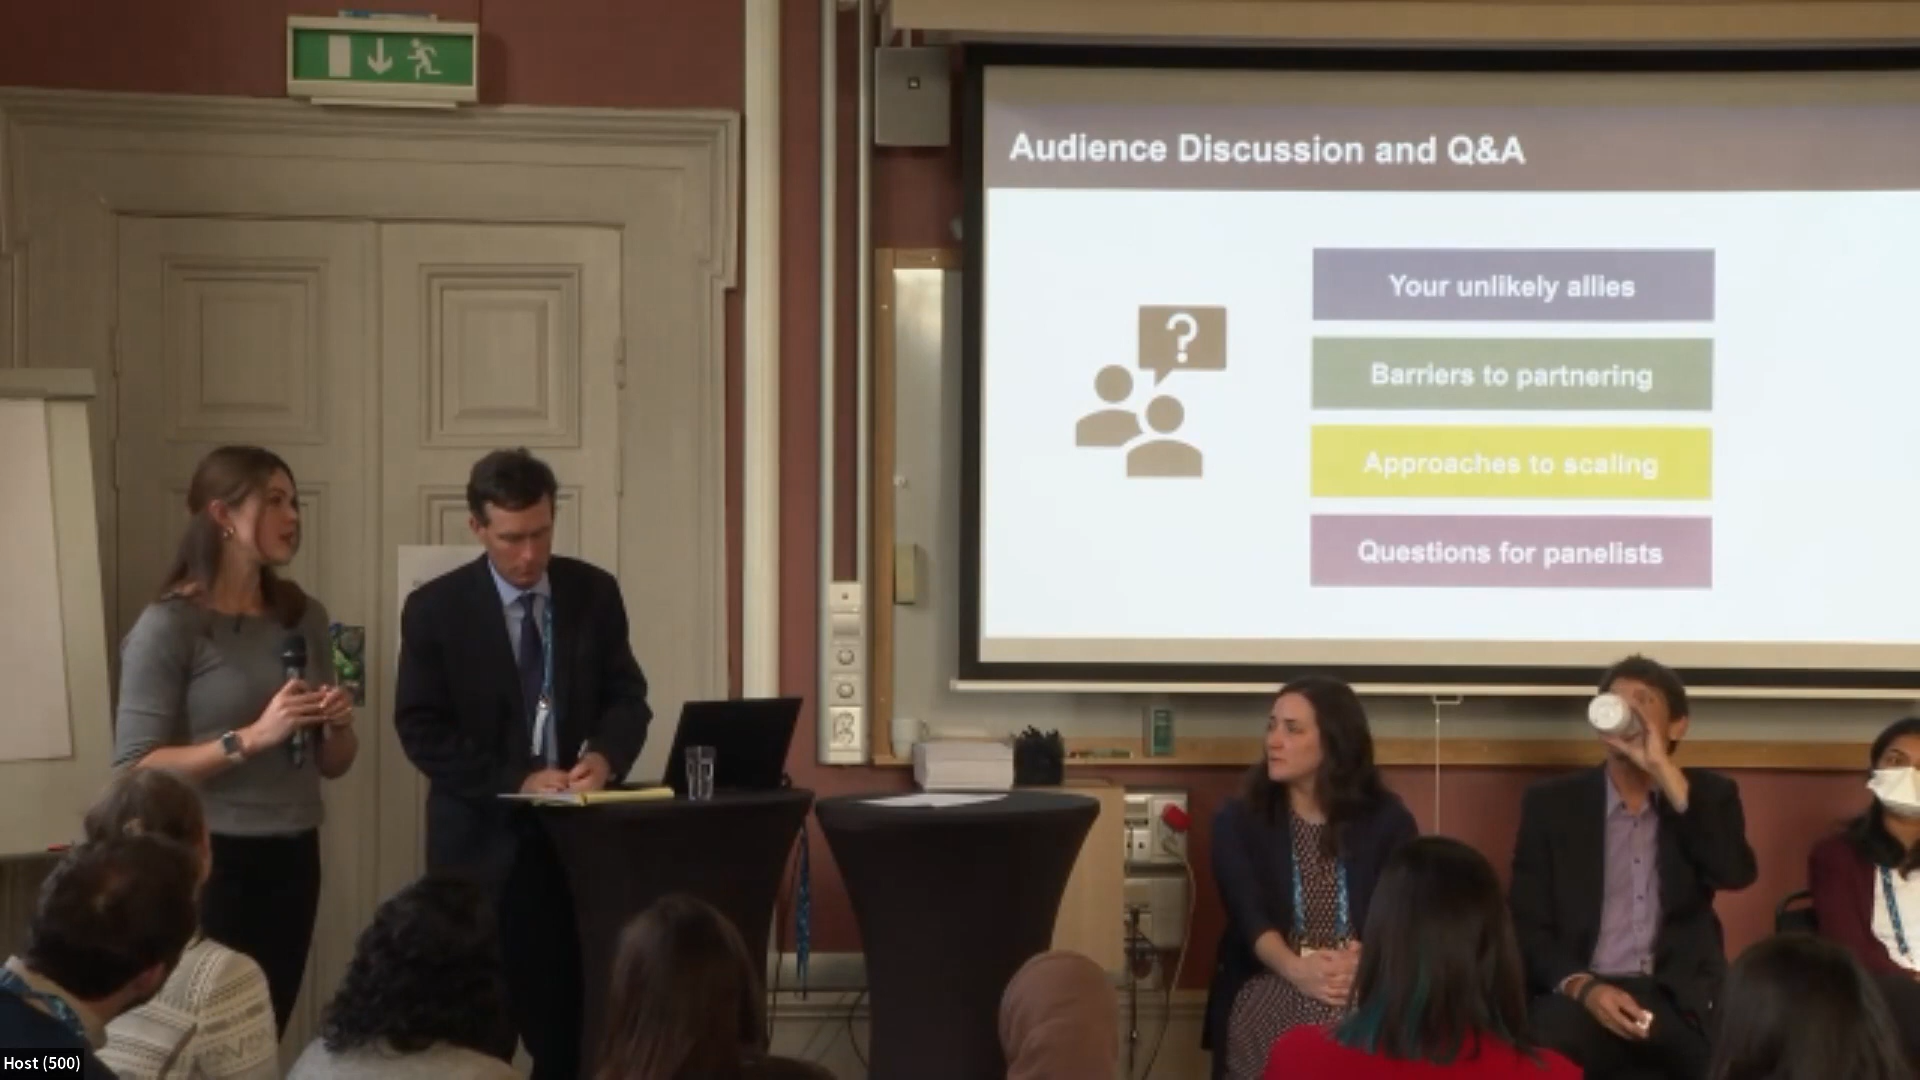 Audience Discussion and Q&A
?
Your unlikely allies
Barriers to partnering
Approaches to scaling
Questions for panelists
Host (500)